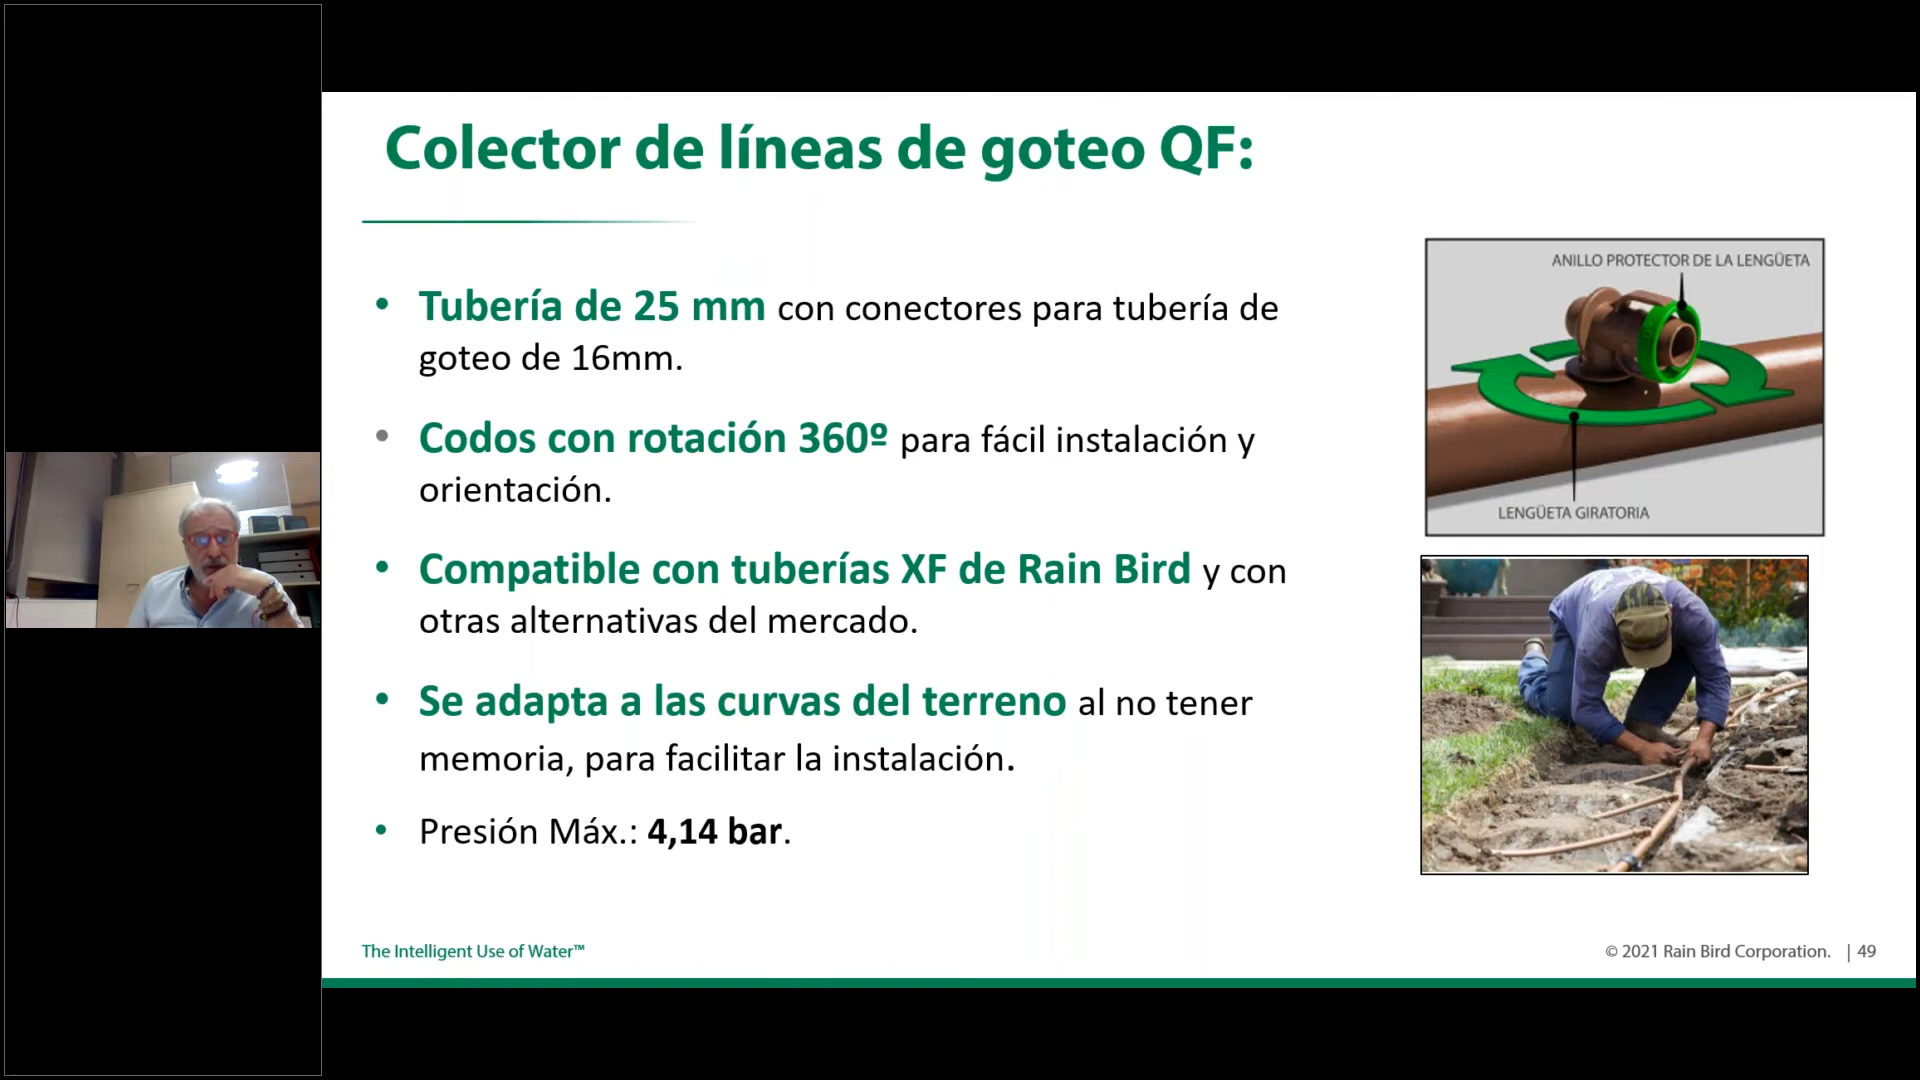 Colector de líneas de goteo QF:
• Tubería de 25 mm con conectores para tubería de
goteo de 16mm.
• Codos con rotación 360º para fácil instalación y
orientación.
• Compatible con tuberías XF de Rain Bird y con
otras alternativas del mercado.
• Se adapta a las curvas del terreno al no tener
memoria, para facilitar la instalación.
• Presión Máx.: 4,14 bar.
ANILLO PROTECTOR DE LA LENGÜETA
LENGÜETA GIRATORIA
The Intelligent Use of Water™
© 2021 Rain Bird Corporation. | 49